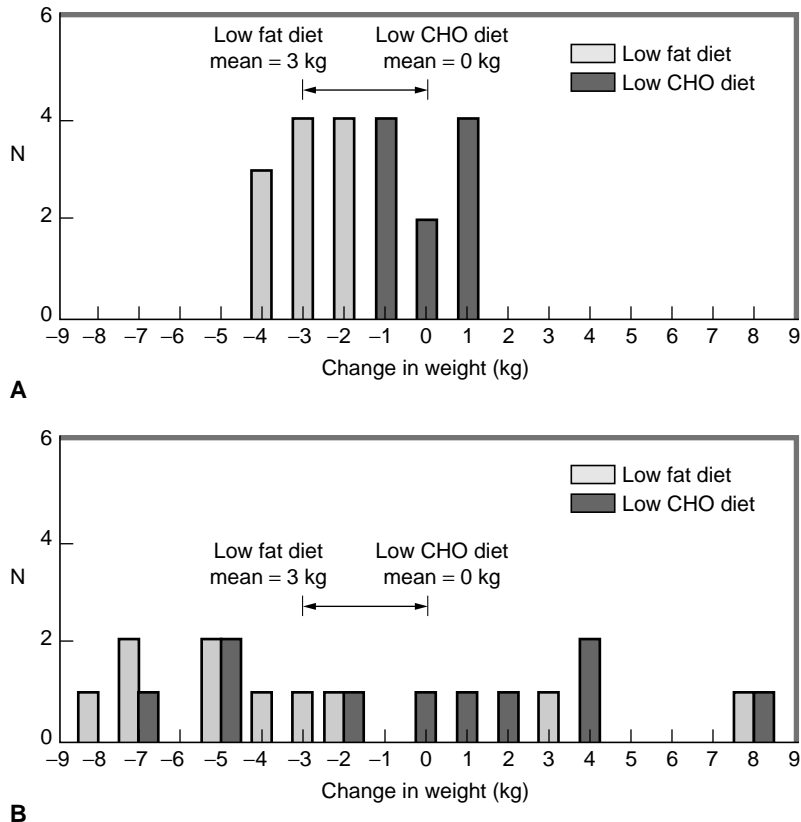 6
Low fat diet
mean = 3 kg
Low CHO diet
mean = 0 kg
Low fat diet
Low CHO diet
4
N
2
0
–9 –8 –7 –6 –5 –4 –3 –2 –1 0 1 2 3 4 5 6 7 8 9
Change in weight (kg)
A
6
Low fat diet
Low CHO diet
4
Low fat diet
mean = 3 kg
Low CHO diet
mean = 0 kg
N
2
0
–9 –8 –7 –6 –5 –4 –3 –2 –1 0 1 2 3 4 5 6 7 8 9
Change in weight (kg)
B